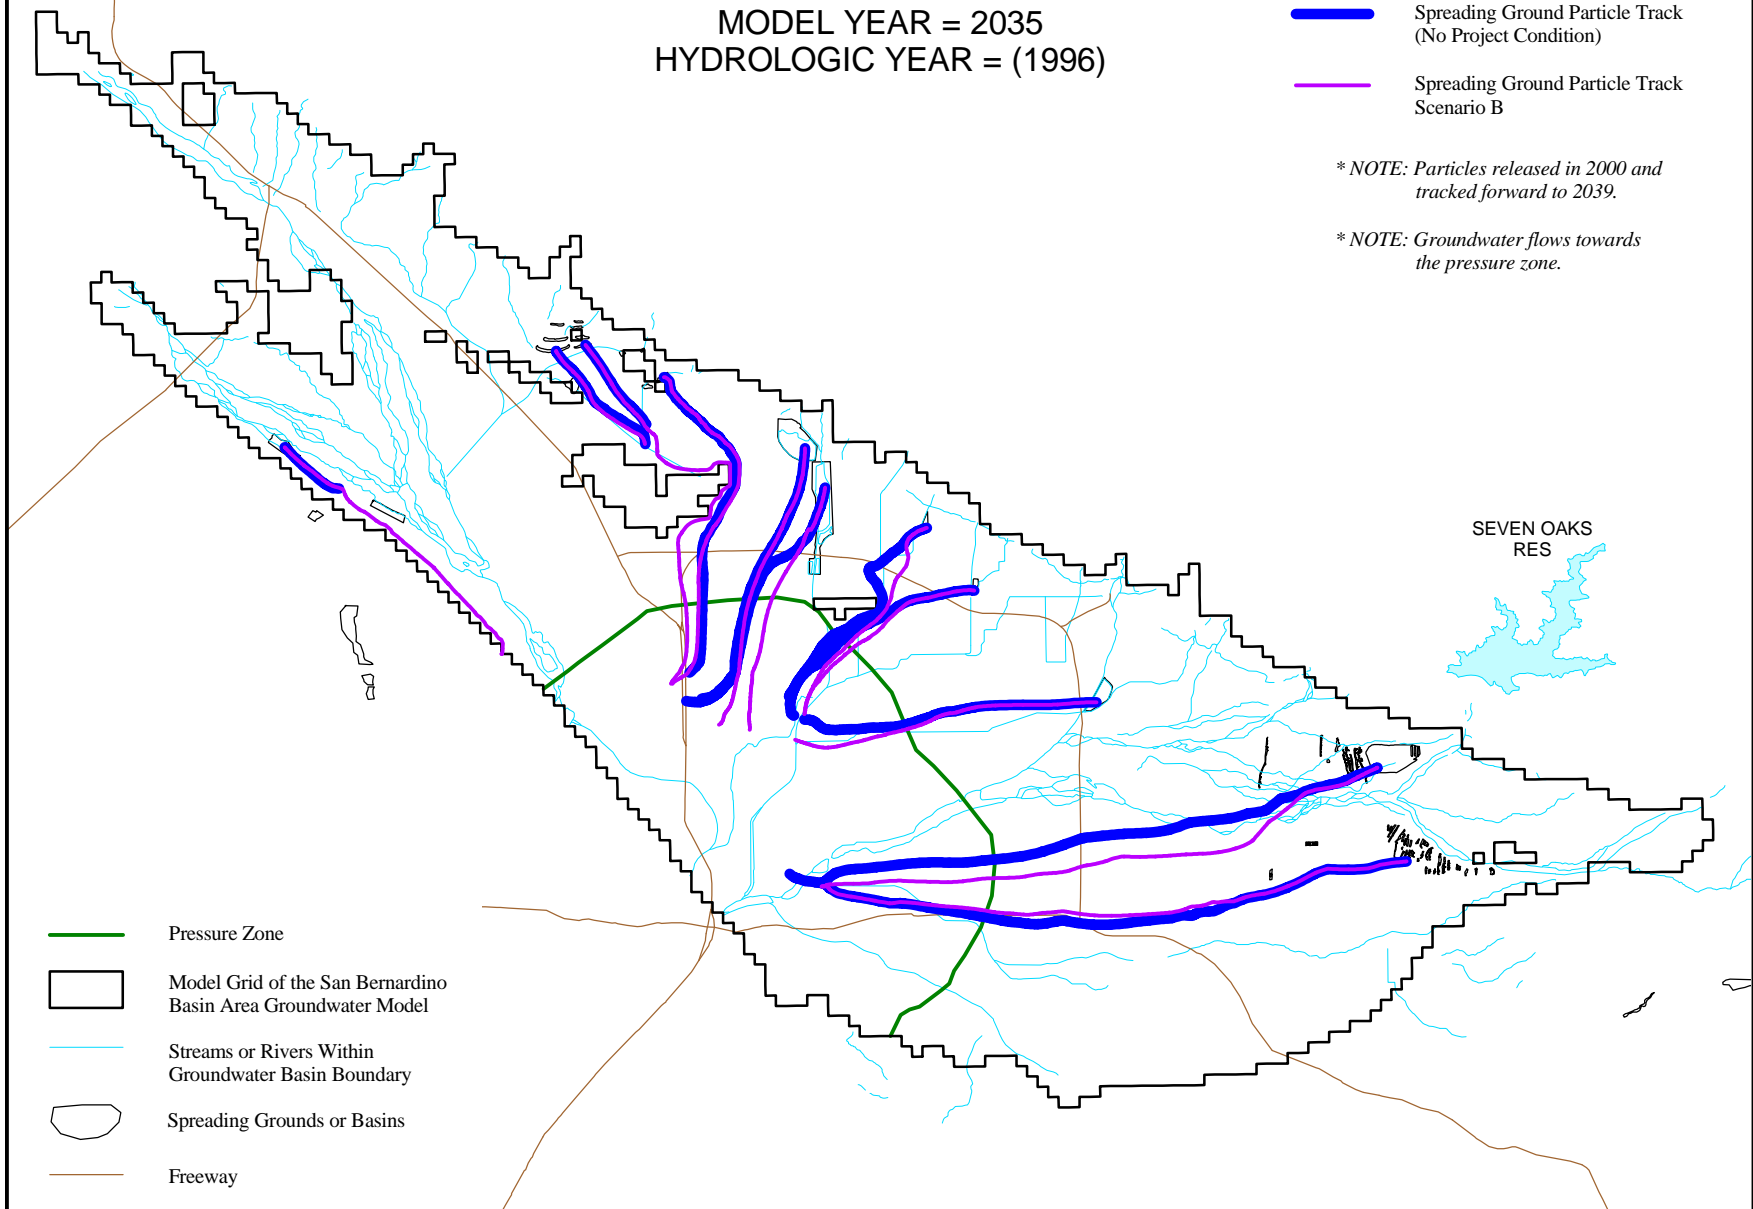 MODEL YEAR = 2035
HYDROLOGIC YEAR = (1996)
Spreading Ground Particle Track
(No Project Condition)
Spreading Ground Particle Track
Scenario B
* NOTE: Particles released in 2000 and
tracked forward to 2039.
* NOTE: Groundwater flows towards
the pressure zone.
SEVEN OAKS
RES
Pressure Zone
Model Grid of the San Bernardino
Basin Area Groundwater Model
Streams or Rivers Within
Groundwater Basin Boundary
Spreading Grounds or Basins
Freeway